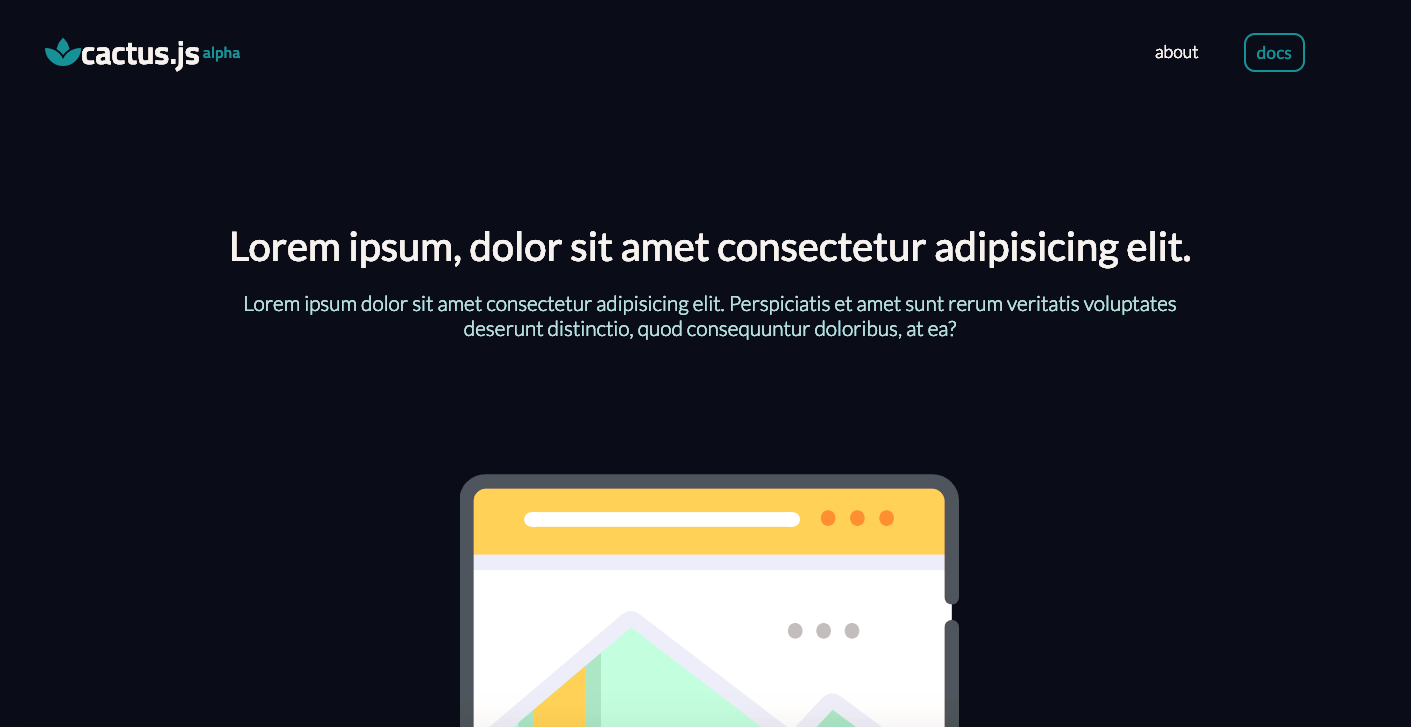 cactus.js alpha
about
docs
Lorem ipsum, dolor sit amet consectetur adipisicing elit.
Lorem ipsum dolor sit amet consectetur adipisicing elit. Perspiciatis et amet sunt rerum veritatis voluptates
deserunt distinctio, quod consequuntur doloribus, at ea?